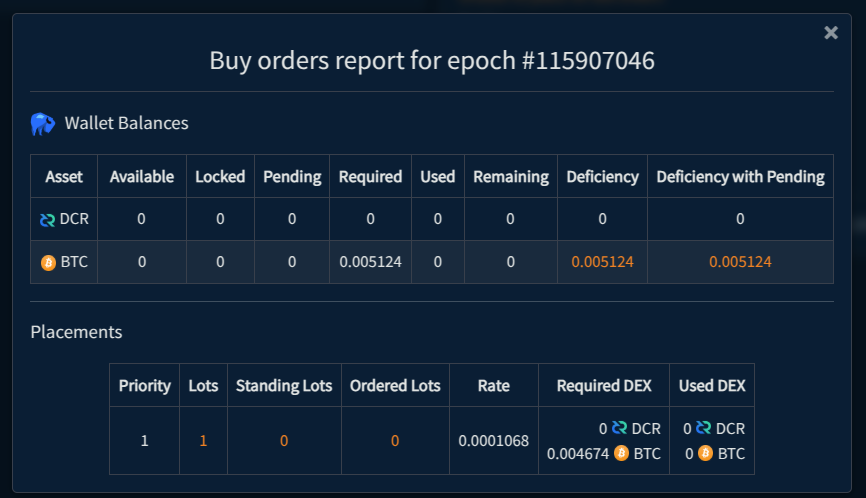 Buy orders report for epoch #115907046
Wallet Balances
Asset Available Locked Pending Required Used Remaining Deficiency Deficiency with Pending
DCR 0 0 0 0 0 0 0 0
BTC 0 0 0 0.005124 0 0 0.005124 0.005124
Placements
Priority Lots Standing Lots Ordered Lots Rate Required DEX Used DEX
1 1 0 0 0.0001068 0 DCR 0 DCR
0.004674 BTC 0 BTC